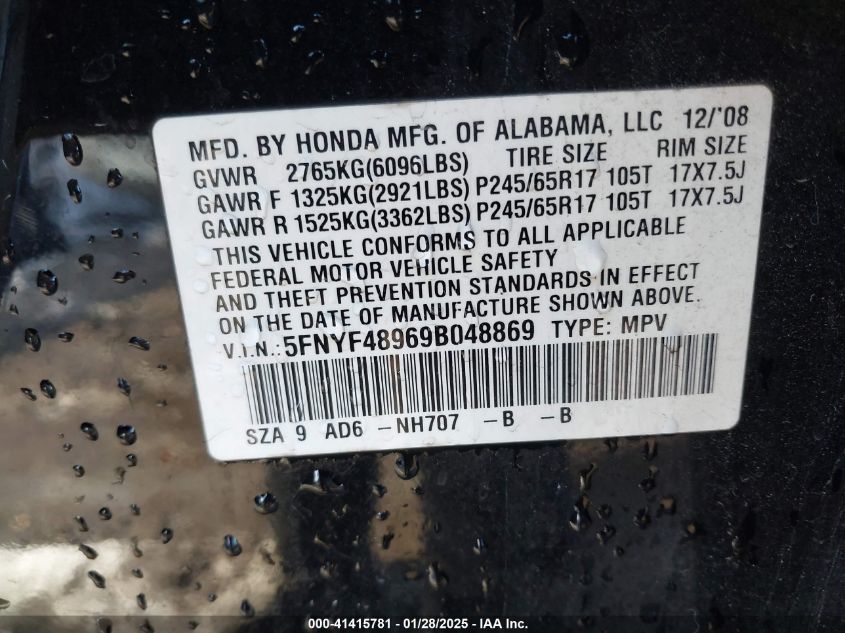 MFD. BY HONDA MFG. OF ALABAMA, LLC 12/'08
GVWR 2765KG(6096LBS) TIRE SIZE RIM SIZE
GAWR F 1325KG(2921LBS) P245/65R17 105T 17X7.5J
GAWR R 1525KG(3362LBS) P245/65R17 105T 17X7.5J
THIS VEHICLE CONFORMS TO ALL APPLICABLE
FEDERAL MOTOR VEHICLE SAFETY
AND THEFT PREVENTION STANDARDS IN EFFECT
ON THE DATE OF MANUFACTURE SHOWN ABOVE.
V.I.N.: 5FNYF48969B048869 TYPE: MPV
SZA 9 AD6 -NH707 -B -B
000-41415781 - 01/28/2025 - IAA Inc.